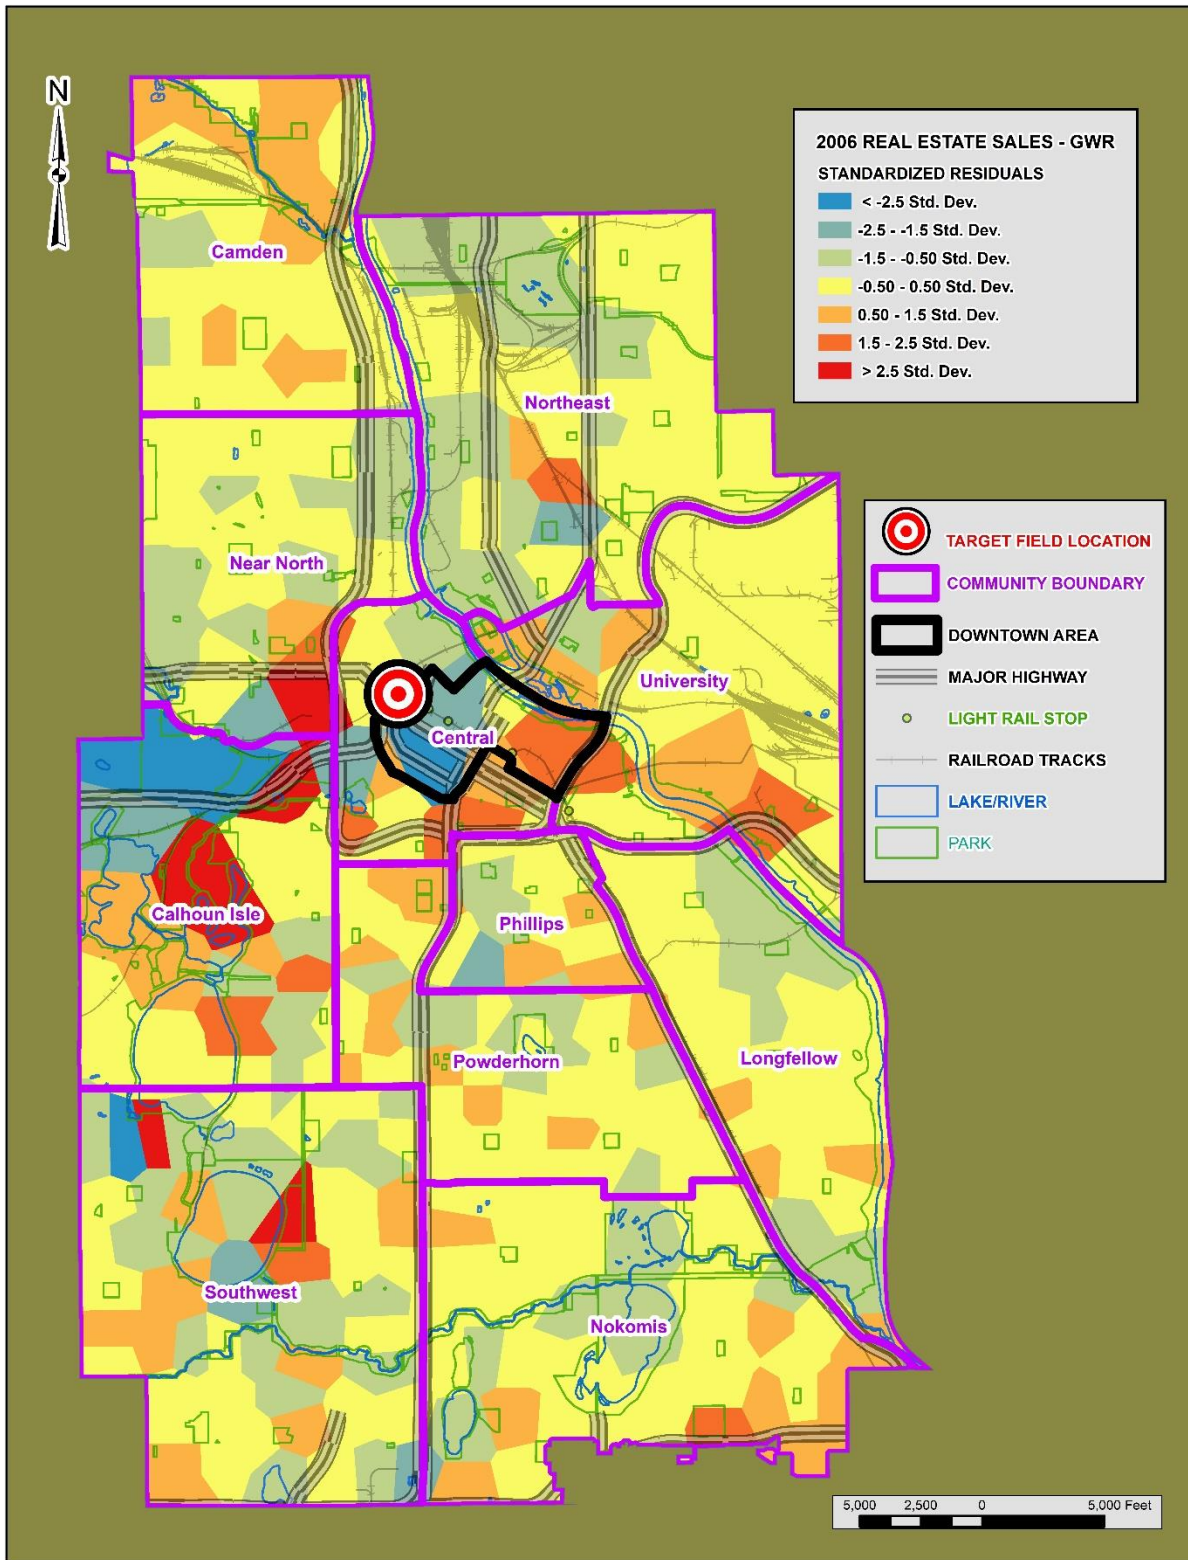 N
2006 REAL ESTATE SALES - GWR
STANDARDIZED RESIDUALS
< -2.5 Std. Dev.
-2.5 - -1.5 Std. Dev.
-1.5 - -0.50 Std. Dev.
-0.50 - 0.50 Std. Dev.
0.50 - 1.5 Std. Dev.
1.5 - 2.5 Std. Dev.
> 2.5 Std. Dev.
Camden
Northeast
Near North
TARGET FIELD LOCATION
COMMUNITY BOUNDARY
DOWNTOWN AREA
MAJOR HIGHWAY
LIGHT RAIL STOP
RAILROAD TRACKS
LAKE/RIVER
PARK
University
Central
Calhoun Isle
Phillips
Powderhorn
Longfellow
Southwest
Nokomis
5,000 2,500 0 5,000 Feet